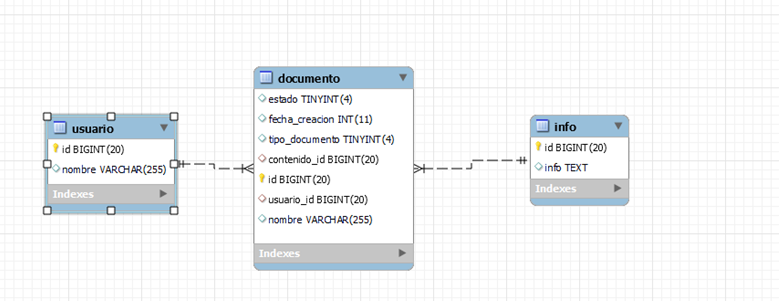 usuario
id BIGINT(20)
nombre VARCHAR(255)
Indexes
documento
estado TINYINT(4)
fecha_creacion INT(11)
tipo_documento TINYINT(4)
contenido_id BIGINT(20)
id BIGINT(20)
usuario_id BIGINT(20)
nombre VARCHAR(255)
Indexes
info
id BIGINT(20)
info TEXT
Indexes